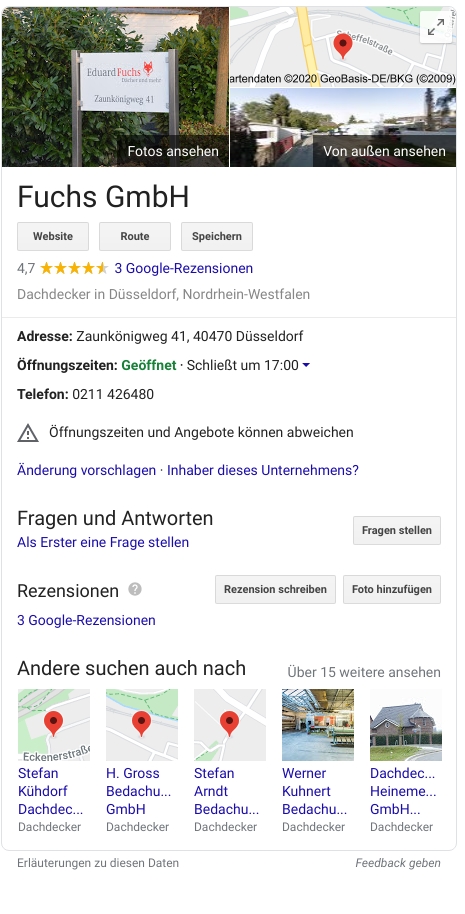 EduardFuchs
Dächer und mehr
Zaunkönigweg 41
Fotos ansehen
Scheffelstraße
artendaten ©2020 GeoBasis-DE/BKG (©2009)
Von außen ansehen
Fuchs GmbH
Website Route Speichern
4,7 3 Google-Rezensionen
Dachdecker in Düsseldorf, Nordrhein-Westfalen
Adresse: Zaunkönigweg 41, 40470 Düsseldorf
Öffnungszeiten: Geöffnet · Schließt um 17:00
Telefon: 0211 426480
Öffnungszeiten und Angebote können abweichen
Änderung vorschlagen · Inhaber dieses Unternehmens?
Fragen und Antworten
Fragen stellen
Als Erster eine Frage stellen
Rezensionen ? Rezension schreiben Foto hinzufügen
3 Google-Rezensionen
Andere suchen auch nach Über 15 weitere ansehen
Eckenerstraße
Stefan Kühdorf Dachdec...
Dachdecker
H. Gross Bedachu... GmbH
Dachdecker
Stefan Arndt Bedachu...
Dachdecker
Werner Kuhnert Bedachu...
Dachdecker
Dachdec... Heineme... GmbH...
Dachdecker
Erläuterungen zu diesen Daten Feedback geben